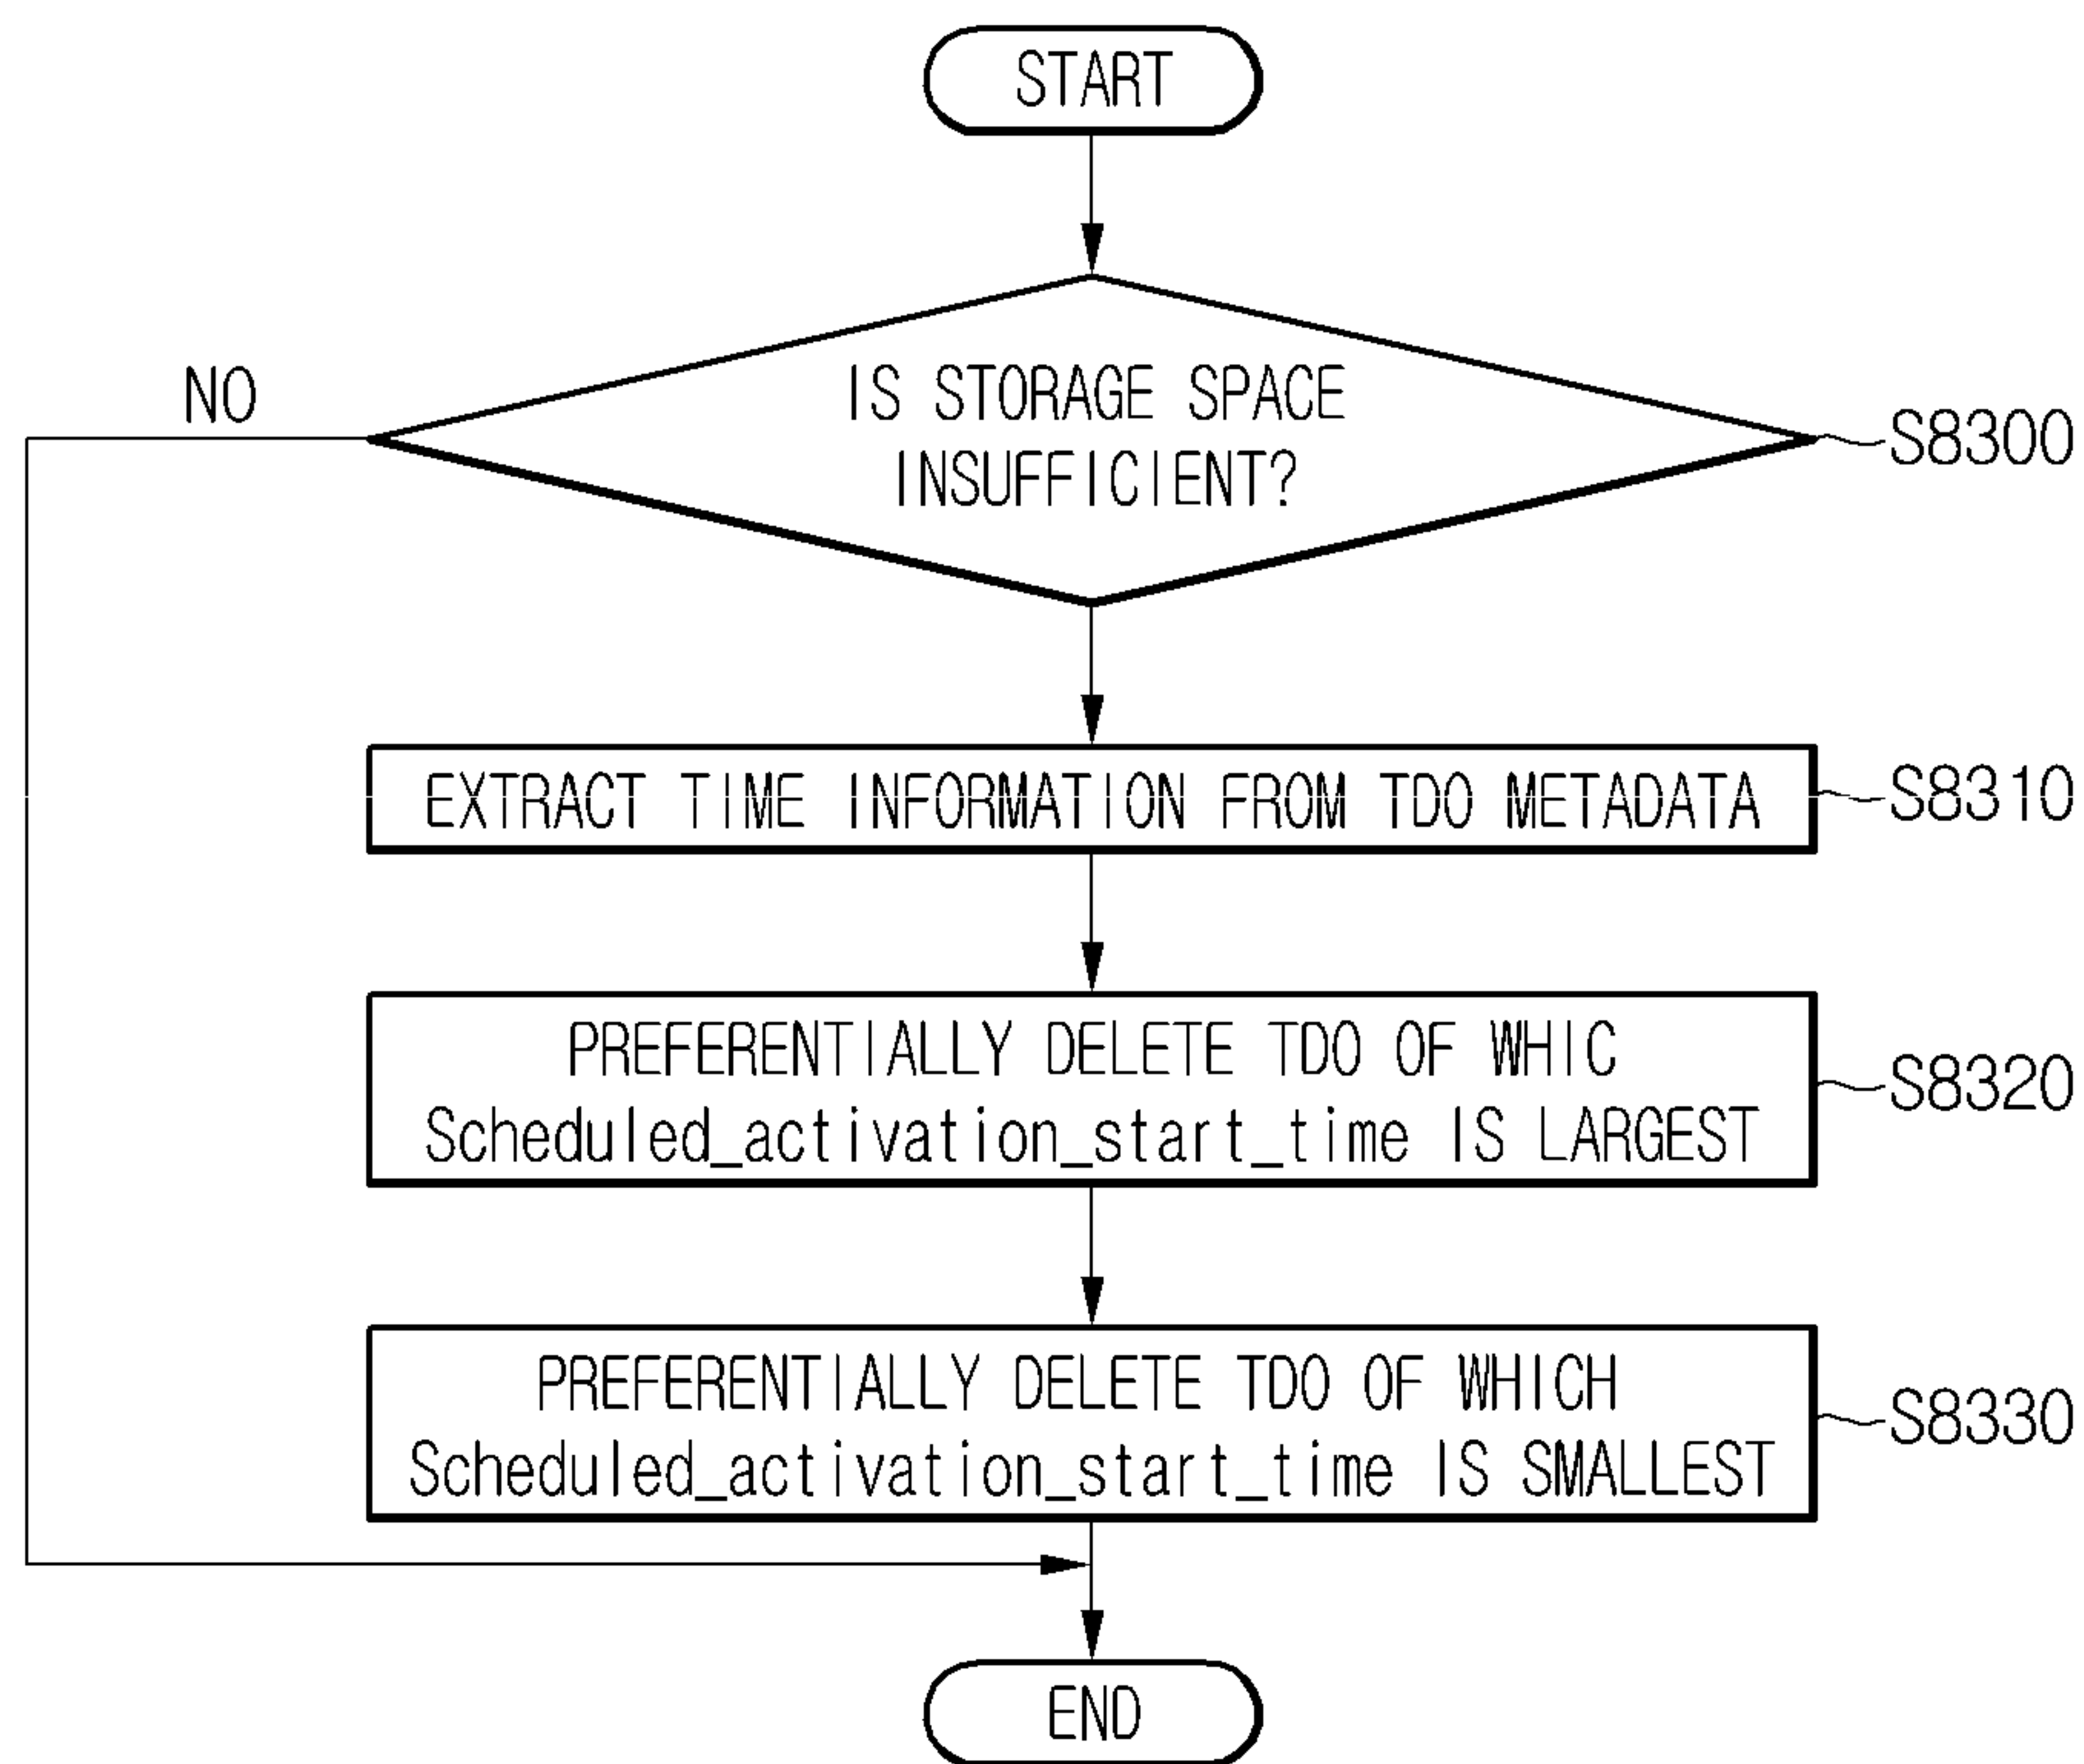 START
NO
IS STORAGE SPACE
INSUFFICIENT?
S8300
EXTRACT TIME INFORMATION FROM TDO METADATA
S8310
PREFERENTIALLY DELETE TDO OF WHIC
Scheduled_activation_start_time IS LARGEST
S8320
PREFERENTIALLY DELETE TDO OF WHICH
Scheduled_activation_start_time IS SMALLEST
S8330
END